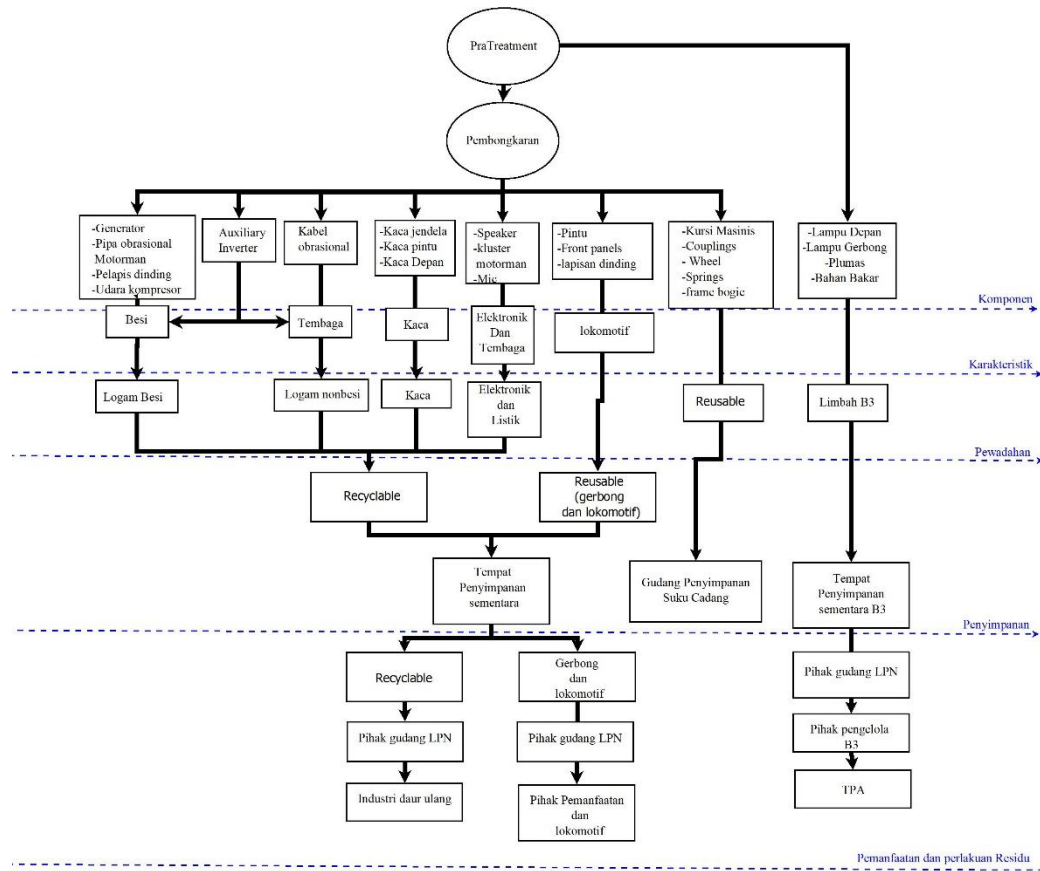 PraTreatment
Pembongkaran
-Generator
-Pipa obrasional
Motorman
-Pelapis dinding
-Udara kompresor
Auxiliary
Inverter
Kabel
obrasional
-Kaca jendela
-Kaca pintu
-Kaca Depan
-Speaker
-kluster
motorman
-Mic
-Pintu
-Front panels
-lapisan dinding
-Kursi Masinis
-Couplings
- Wheel
-Springs
-frame bogie
-Lampu Depan
-Lampu Gerbong
-Plumas
-Bahan Bakar
Komponen
Besi
Tembaga
Kaca
Elektronik
Dan
Tembaga
lokomotif
Karakteristik
Logam Besi
Logam nonbesi
Kaca
Elektronik
dan
Listik
Reusable
Limbah B3
Pewadahan
Recyclable
Reusable
(gerbong
dan lokomotif)
Tempat
Penyimpanan
sementara
Gudang Penyimpanan
Suku Cadang
Tempat
Penyimpanan
sementara B3
Penyimpanan
Recyclable
Gerbong
dan
lokomotif
Pihak gudang LPN
Pihak gudang LPN
Pihak gudang LPN
Pihak pengelola
B3
Industri daur ulang
Pihak Pemanfaatan
dan
lokomotif
TPA
Pemanfaatan dan perlakuan Residu